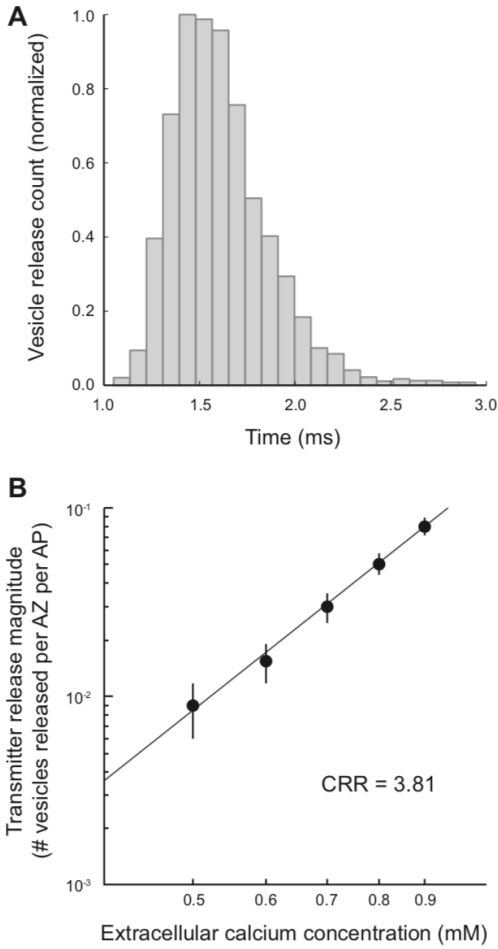 A
Vesicle release count (normalized)
1.0
0.8
0.6
0.4
0.2
0.0
1.0 1.5 2.0 2.5 3.0
Time (ms)
B
Transmitter release magnitude
(# vesicles released per AZ per AP)
10-1
10-2
10-3
CRR = 3.81
0.5 0.6 0.7 0.8 0.9
Extracellular calcium concentration (mM)